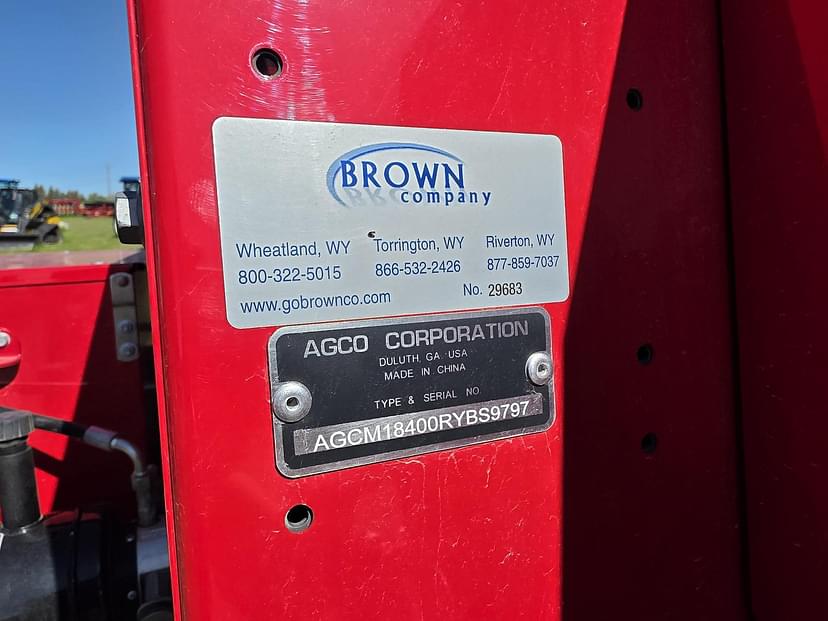 BROWN
company
Wheatland, WY Torrington, WY Riverton, WY
800-322-5015 866-532-2426 877-859-7037
www.gobrownco.com No. 29683
AGCO CORPORATION
DULUTH, GA USA
MADE IN CHINA
TYPE & SERIAL NO.
AGCM18400RYBS9797